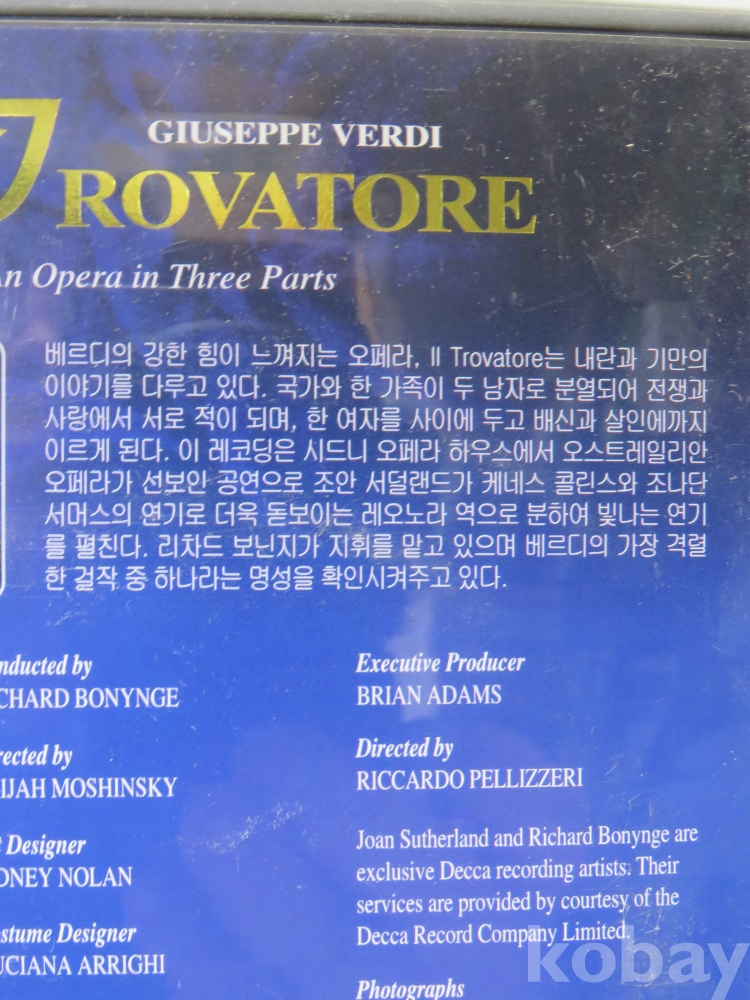 GIUSEPPE VERDI
ROVATORE
An Opera in Three Parts
베르디의 강한 힘이 느껴지는 오페라, Il Trovatore는 내란과 기만의
이야기를 다루고 있다. 국가와 한 가족이 두 남자로 분열되어 전쟁과
사랑에서 서로 적이 되며, 한 여자를 사이에 두고 배신과 살인에까지
이르게 된다. 이 레코딩은 시드니 오페라 하우스에서 오스트레일리안
오페라가 선보인 공연으로 조안 서덜랜드가 케네스 콜린스와 조나단
서머스의 연기로 더욱 돋보이는 레오노라 역으로 분하여 빛나는 연기
를 펼친다. 리차드 보닌지가 지휘를 맡고 있으며 베르디의 가장 격렬
한 걸작 중 하나라는 명성을 확인시켜주고 있다.
nducted by
CHARD BONYNGE
rected by
IJAH MOSHINSKY
t Designer
DNEY NOLAN
stume Designer
UCIANA ARRIGHI
Executive Producer
BRIAN ADAMS
Directed by
RICCARDO PELLIZZERI
Joan Sutherland and Richard Bonynge are
exclusive Decca recording artists. Their
services are provided by courtesy of the
Decca Record Company Limited.
Photographs
kobay